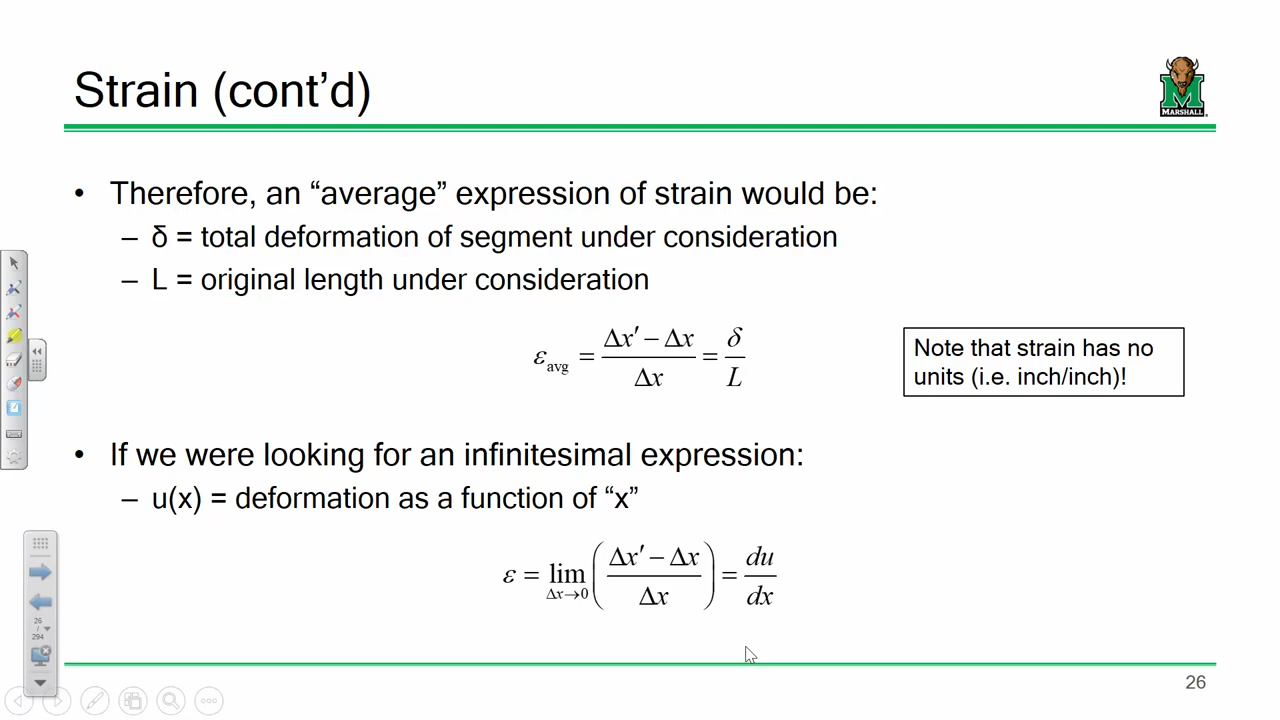 Strain (cont’d)
MARSHALL
• Therefore, an “average” expression of strain would be:
– δ = total deformation of segment under consideration
– L = original length under consideration
ε_avg = (Δx′ − Δx) / Δx = δ / L
Note that strain has no
units (i.e. inch/inch)!
• If we were looking for an infinitesimal expression:
– u(x) = deformation as a function of “x”
ε = lim_{Δx→0} ((Δx′ − Δx) / Δx) = du / dx
26
/
294
26